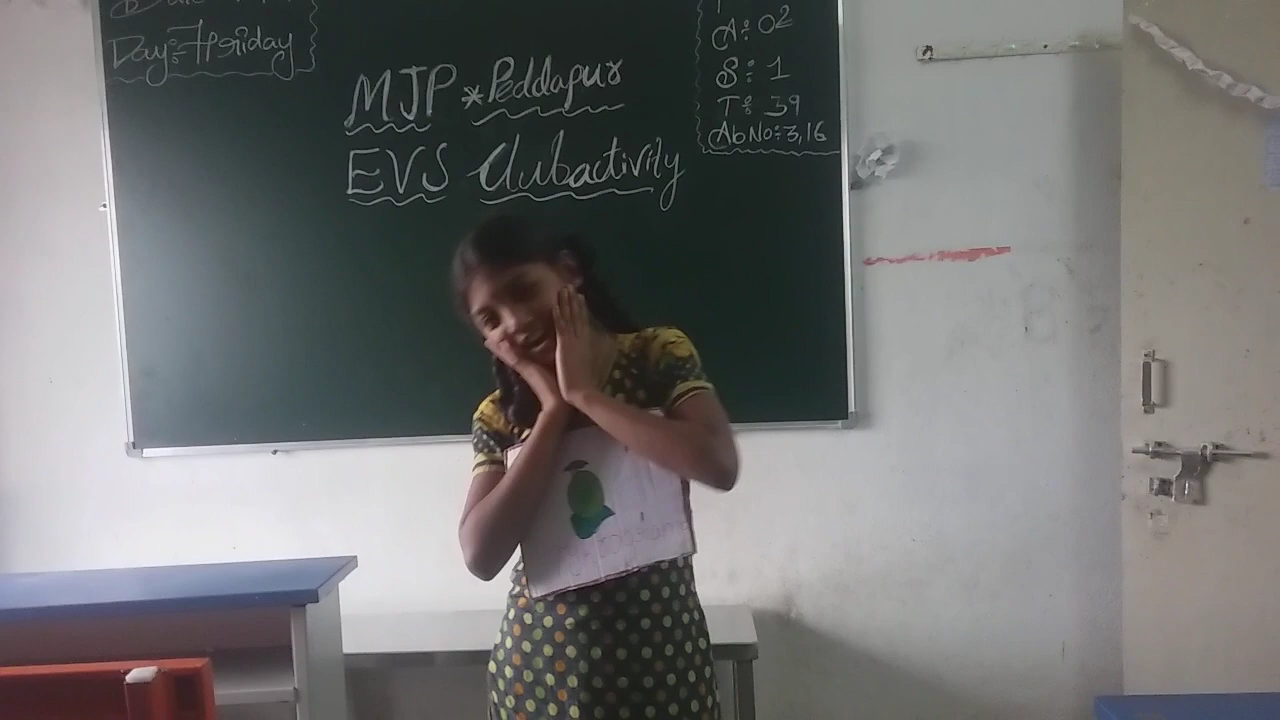 Day:- Friday
MJP * Peddapur
EVS Clubactivity
A: 02
S: 1
T: 39
AbNo: 3,16